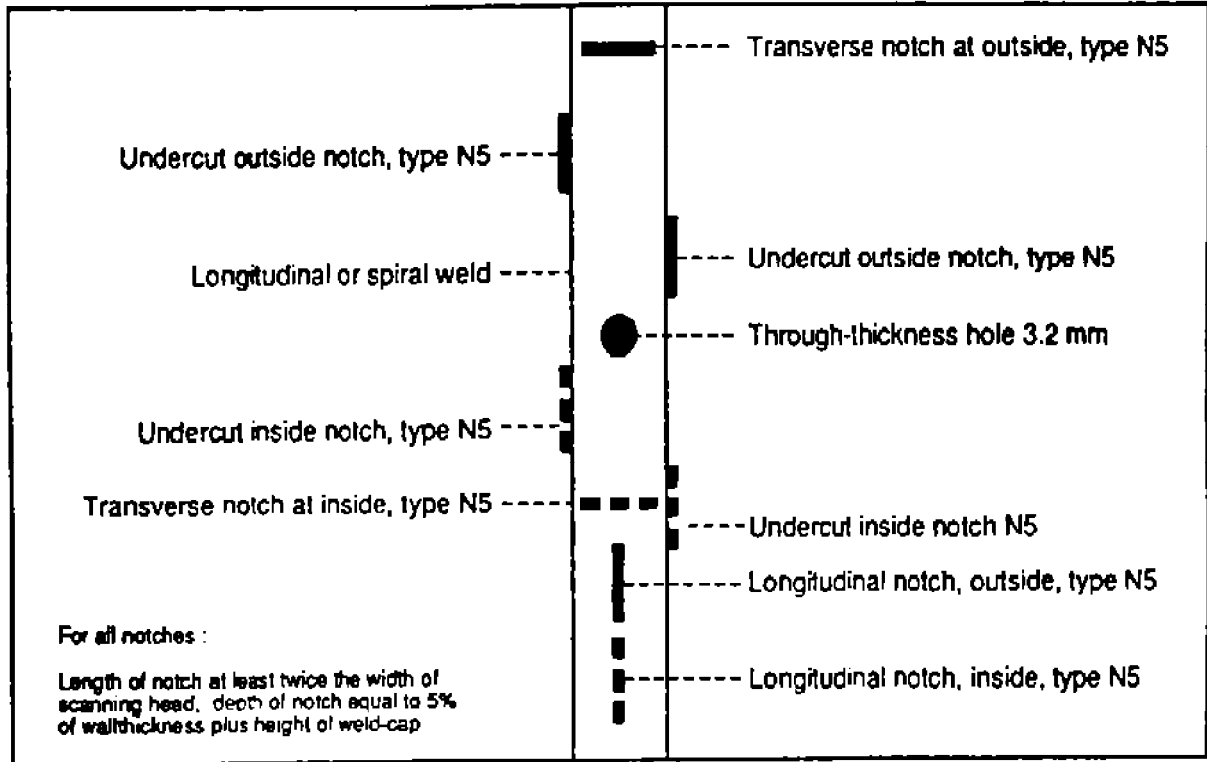 Transverse notch at outside, type N5
Undercut outside notch, type N5
Undercut outside notch, type N5
Longitudinal or spiral weld
Through-thickness hole 3.2 mm
Undercut inside notch, type N5
Transverse notch at inside, type N5
Undercut inside notch N5
Longitudinal notch, outside, type N5
Longitudinal notch, inside, type N5
For all notches :
Length of notch at least twice the width of
scanning head, depth of notch equal to 5%
of wallthickness plus height of weld-cap